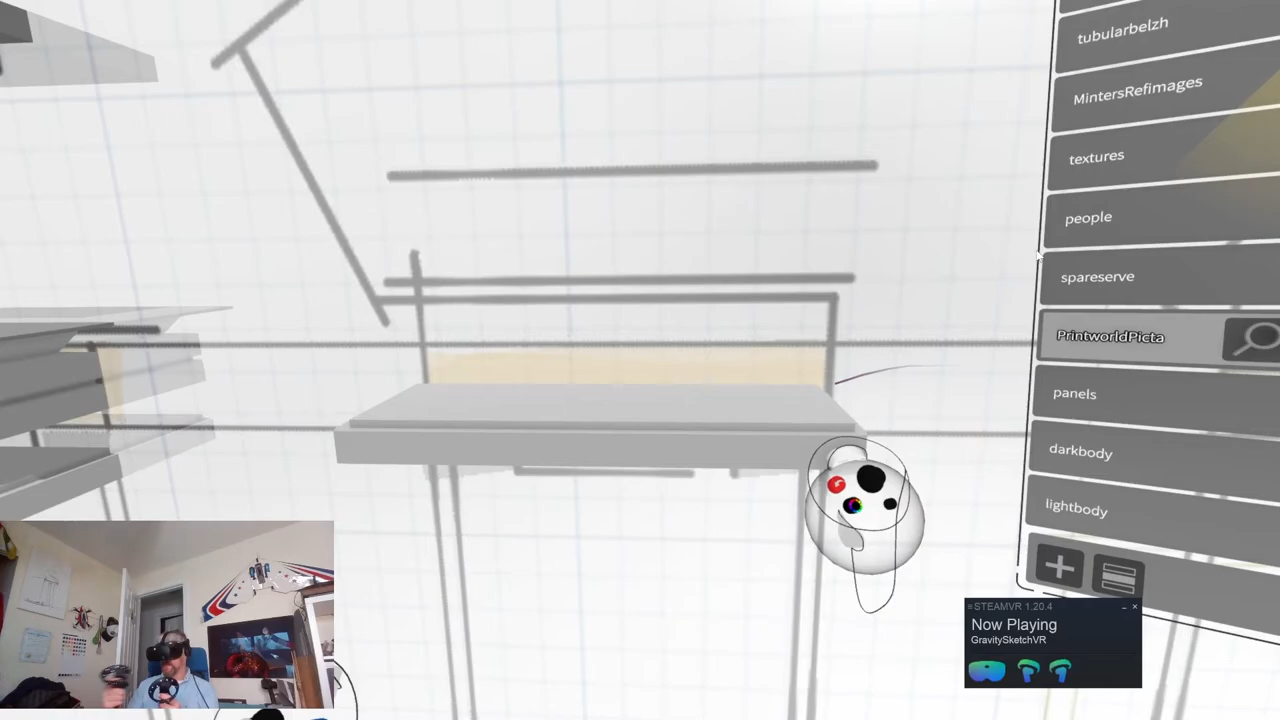 tubularbelzh
MintersRefimages
textures
people
spareserve
PrintworldPicta
panels
darkbody
lightbody
STEAMVR 1.20.4
Now Playing
GravitySketchVR